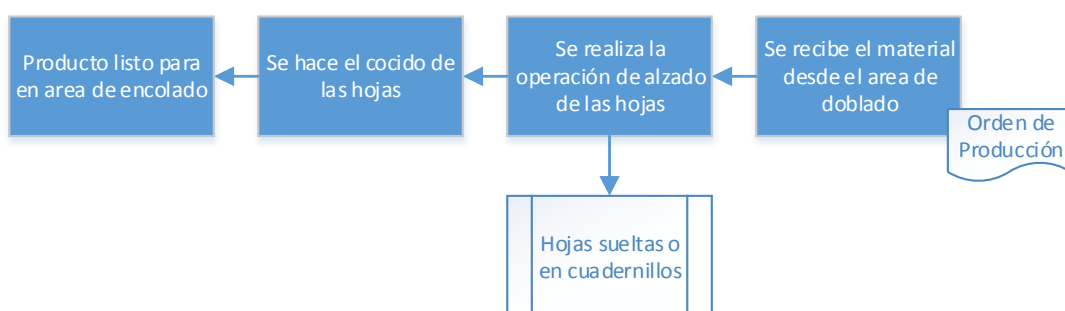 Producto listo para
en area de encolado
Se hace el cocido de
las hojas
Se realiza la
operación de alzado
de las hojas
Se recibe el material
desde el area de
doblado
Orden de
Producción
Hojas sueltas o
en cuadernillos